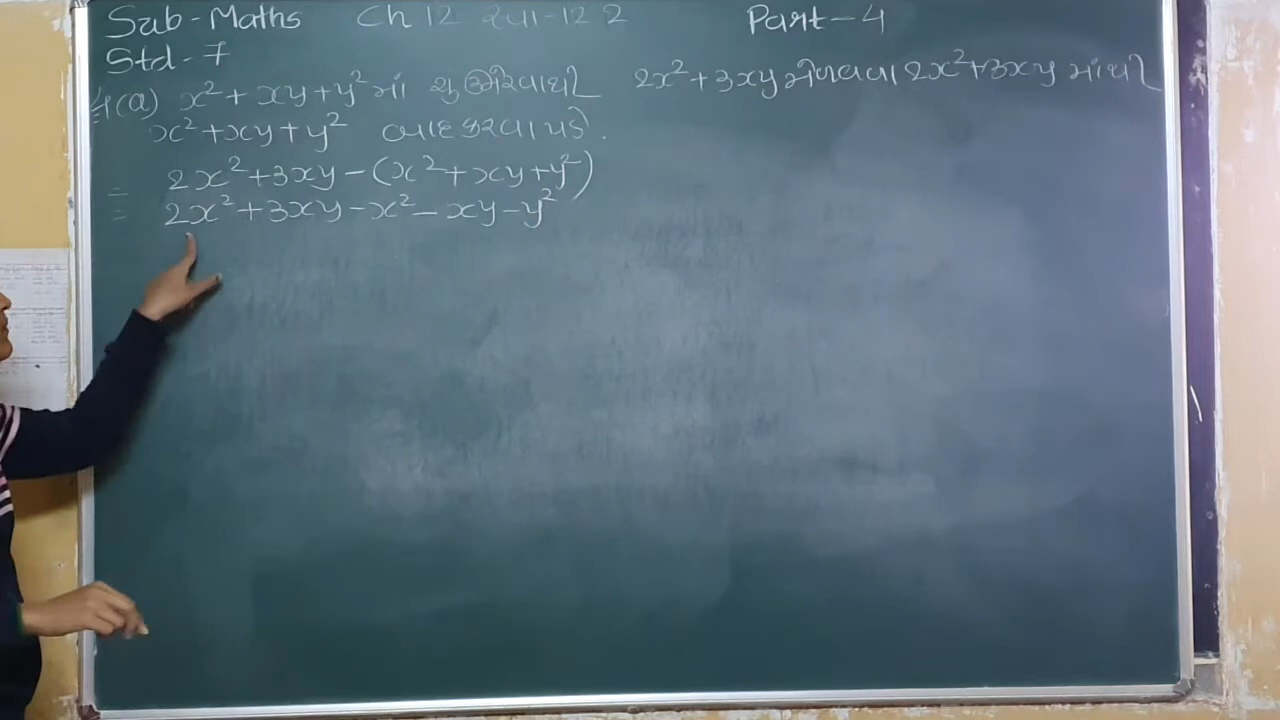 Sub - Maths Ch 12 સ્વા-12.2 Part-4
Std-7
4(a) x²+xy+y² માં શું ઉમેરવાથી 2x²+3xy મેળવવા 2x²+3xy માંથી
x²+xy+y² બાદ કરવા પડે.
= 2x²+3xy-(x²+xy+y²)
= 2x²+3xy-x²-xy-y²